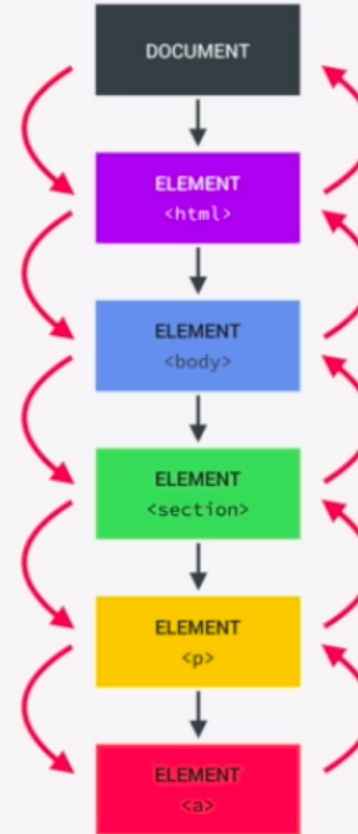 DOCUMENT
ELEMENT
<html>
ELEMENT
<body>
ELEMENT
<section>
ELEMENT
<p>
ELEMENT
<a>